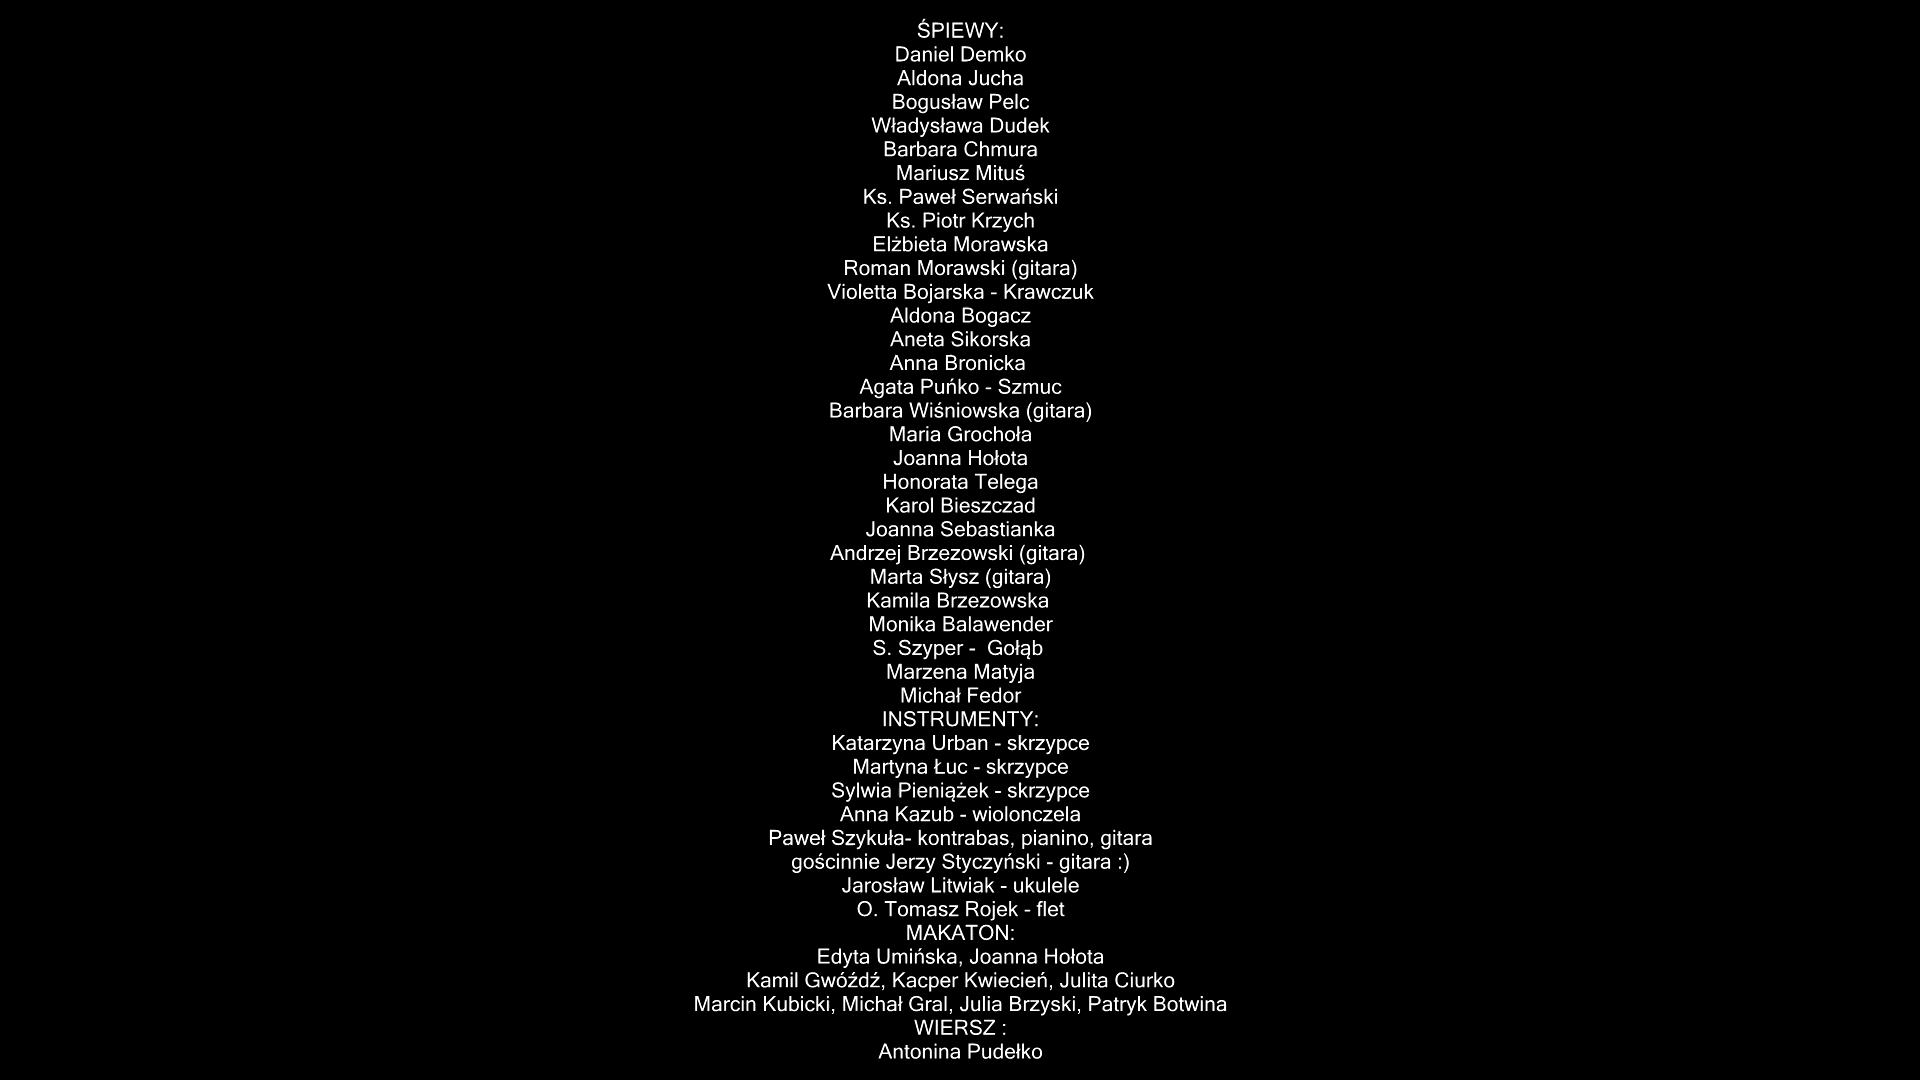 ŚPIEWY:
Daniel Demko
Aldona Jucha
Bogusław Pelc
Władysława Dudek
Barbara Chmura
Mariusz Mituś
Ks. Paweł Serwański
Ks. Piotr Krzych
Elżbieta Morawska
Roman Morawski (gitara)
Violetta Bojarska - Krawczuk
Aldona Bogacz
Aneta Sikorska
Anna Bronicka
Agata Puńko - Szmuc
Barbara Wiśniowska (gitara)
Maria Grochoła
Joanna Hołota
Honorata Telega
Karol Bieszczad
Joanna Sebastianka
Andrzej Brzezowski (gitara)
Marta Słysz (gitara)
Kamila Brzezowska
Monika Balawender
S. Szyper -  Gołąb
Marzena Matyja
Michał Fedor
INSTRUMENTY:
Katarzyna Urban - skrzypce
Martyna Łuc - skrzypce
Sylwia Pieniążek - skrzypce
Anna Kazub - wiolonczela
Paweł Szykuła- kontrabas, pianino, gitara
gościnnie Jerzy Styczyński - gitara :)
Jarosław Litwiak - ukulele
O. Tomasz Rojek - flet
MAKATON:
Edyta Umińska, Joanna Hołota
Kamil Gwóźdź, Kacper Kwiecień, Julita Ciurko
Marcin Kubicki, Michał Gral, Julia Brzyski, Patryk Botwina
WIERSZ :
Antonina Pudełko